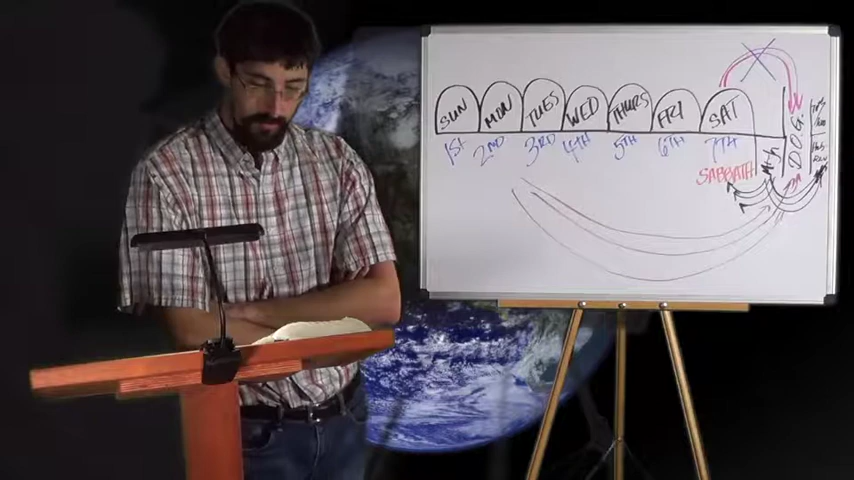 SUN MON TUES WED THURS FRI SAT
1ST 2ND 3RD 4TH 5TH 6TH 7TH
SABBATH
D.O.G.